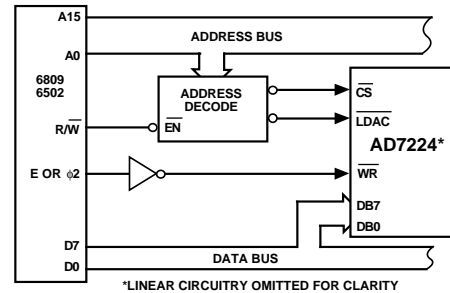 A15
ADDRESS BUS
A0
6809
6502
ADDRESS
DECODE
CS
LDAC
R/W
EN
AD7224*
E OR ϕ2
WR
DB7
DB0
D7
DATA BUS
D0
*LINEAR CIRCUITRY OMITTED FOR CLARITY